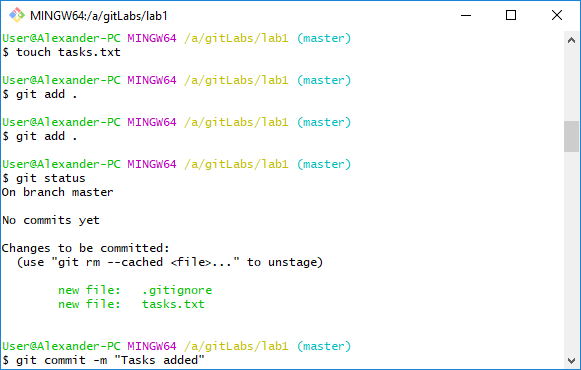 MINGW64:/a/gitLabs/lab1
User@Alexander-PC MINGW64 /a/gitLabs/lab1 (master)
$ touch tasks.txt
User@Alexander-PC MINGW64 /a/gitLabs/lab1 (master)
$ git add .
User@Alexander-PC MINGW64 /a/gitLabs/lab1 (master)
$ git add .
User@Alexander-PC MINGW64 /a/gitLabs/lab1 (master)
$ git status
On branch master
No commits yet
Changes to be committed:
  (use "git rm --cached <file>..." to unstage)
        new file:   .gitignore
        new file:   tasks.txt
User@Alexander-PC MINGW64 /a/gitLabs/lab1 (master)
$ git commit -m "Tasks added"